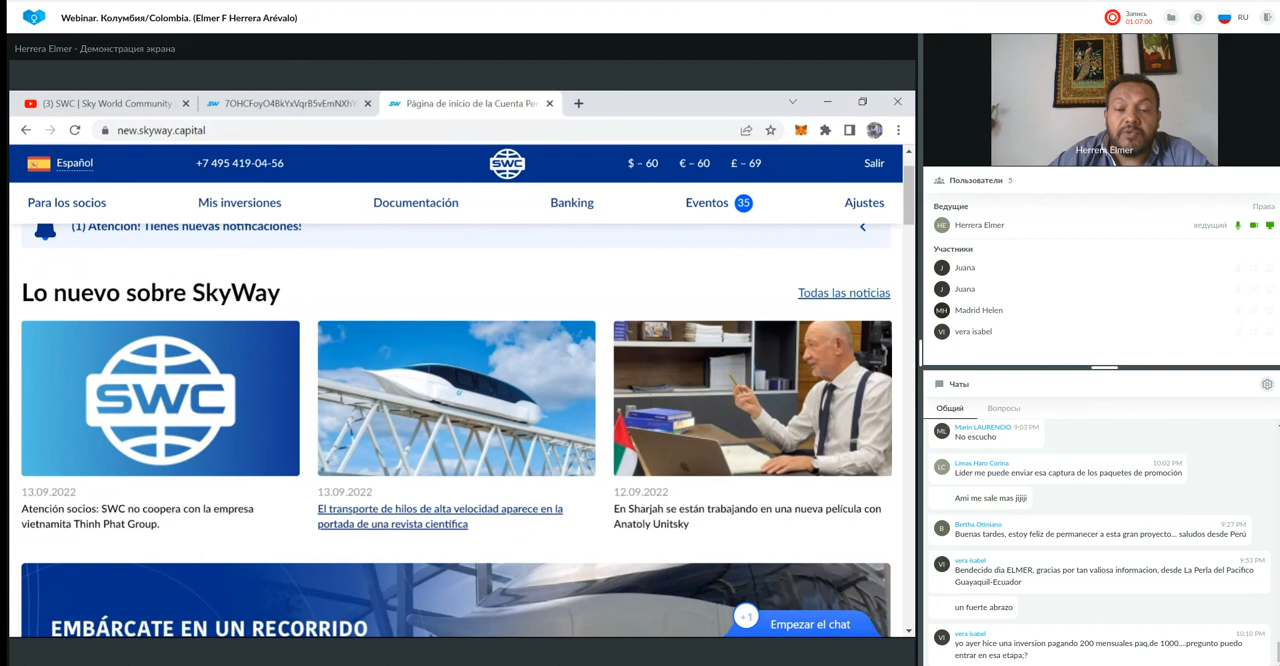 Webinar. Колумбия/Colombia. (Elmer F Herrera Arévalo)
Запись
01:07:00
RU
Herrera Elmer - Демонстрация экрана
(3) SWC | Sky World Community
7OHCFoyO4BkYxVqrB5vEmNXhY
Página de inicio de la Cuenta Per
new.skyway.capital
Español
+7 495 419-04-56
SWC
$ – 60
€ – 60
£ – 69
Salir
Para los socios
Mis inversiones
Documentación
Banking
Eventos 35
Ajustes
(1) Atención! Tienes nuevas notificaciones!
Lo nuevo sobre SkyWay
Todas las noticias
SWC
13.09.2022
Atención socios: SWC no coopera con la empresa
vietnamita Thinh Phat Group.
13.09.2022
El transporte de hilos de alta velocidad aparece en la
portada de una revista científica
12.09.2022
En Sharjah se están trabajando en una nueva película con
Anatoly Unitsky
EMBÁRCATE EN UN RECORRIDO
+1
Empezar el chat
Herrera Elmer
Пользователи 5
Ведущие
Права
HE
Herrera Elmer
ведущий
Участники
J
Juana
J
Juana
MH
Madrid Helen
VI
vera isabel
Чаты
Общий
Вопросы
ML
Marin LAURENCIO 9:03 PM
No escucho
LC
Limas Haro Corina 10:02 PM
Líder me puede enviar esa captura de los paquetes de promoción
Ami me sale mas jijiji
B
Bertha Otiniano 9:27 PM
Buenas tardes, estoy feliz de permanecer a esta gran proyecto... saludos desde Perú
VI
vera isabel 9:53 PM
Bendecido dia ELMER, gracias por tan valiosa informacion, desde La Perla del Pacifico
Guayaquil-Ecuador
un fuerte abrazo
VI
vera isabel 10:10 PM
yo ayer hice una inversion pagando 200 mensuales paq,de 1000....pregunto puedo
entrar en esa etapa;?